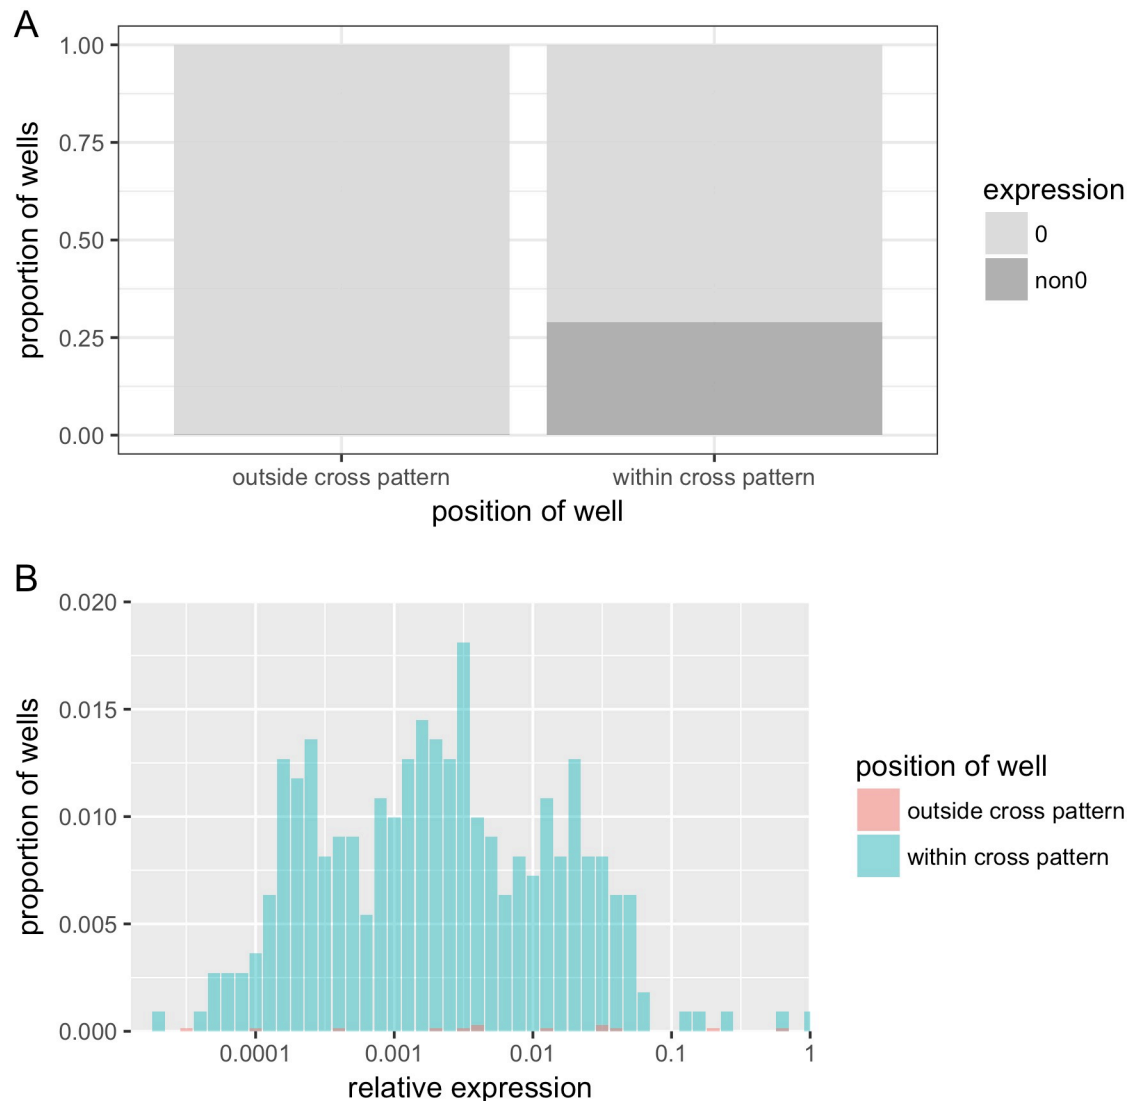 A
proportion of wells
1.00
0.75
0.50
0.25
0.00
outside cross pattern
within cross pattern
position of well
expression
0
non0
B
proportion of wells
0.020
0.015
0.010
0.005
0.000
0.0001
0.001
0.01
0.1
1
relative expression
position of well
outside cross pattern
within cross pattern